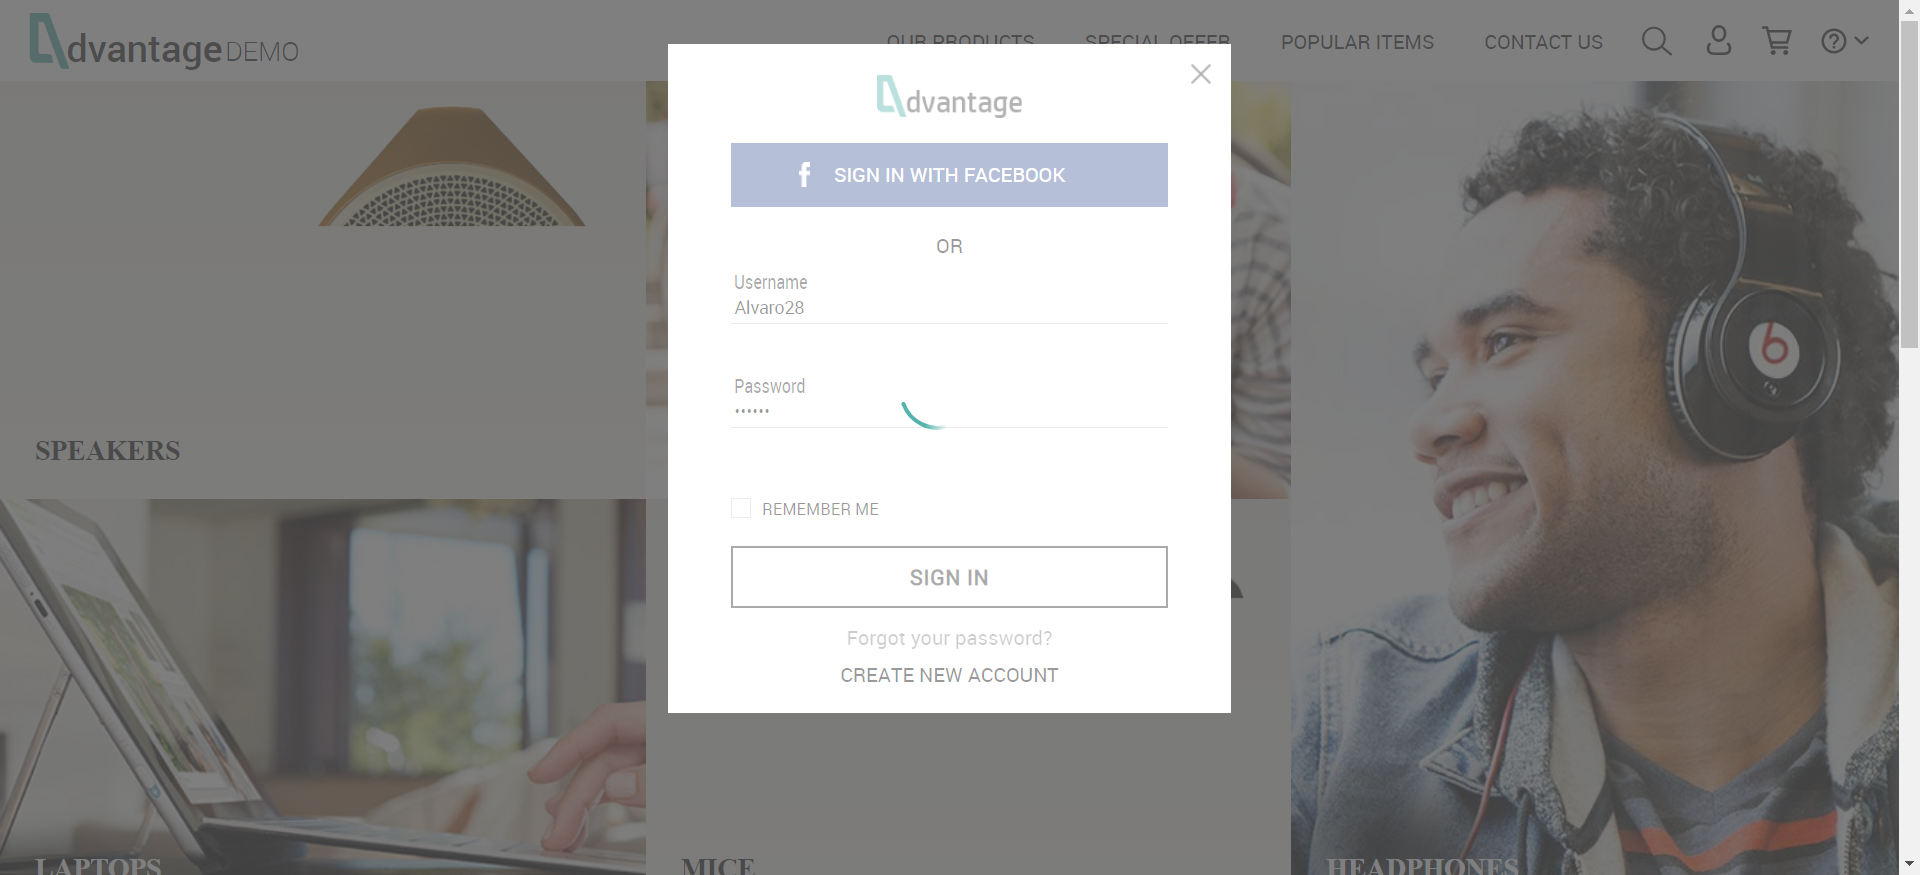 dvantage DEMO
OUR PRODUCTS
SPECIAL OFFER
POPULAR ITEMS
CONTACT US
dvantage
SIGN IN WITH FACEBOOK
OR
Username
Alvaro28
Password
••••••
REMEMBER ME
SIGN IN
Forgot your password?
CREATE NEW ACCOUNT
SPEAKERS
LAPTOPS
MICE
HEADPHONES